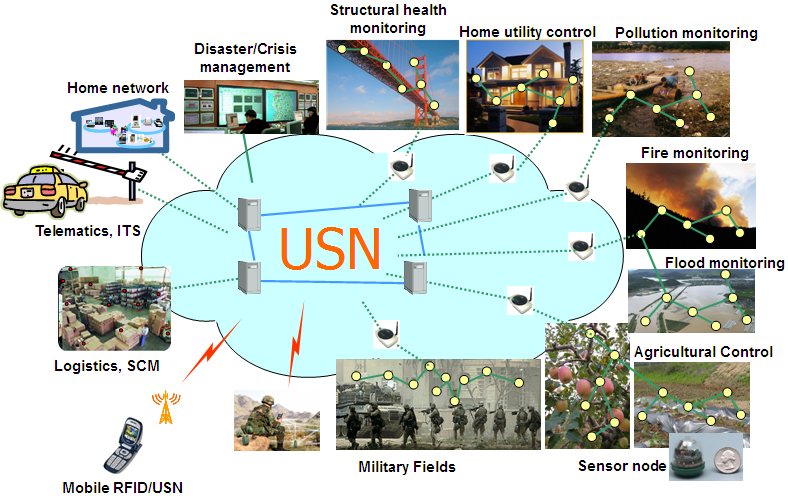 Structural health
monitoring
Home utility control
Pollution monitoring
Disaster/Crisis
management
Home network
Fire monitoring
Telematics, ITS
USN
Flood monitoring
Agricultural Control
Logistics, SCM
Military Fields
Sensor node
Mobile RFID/USN